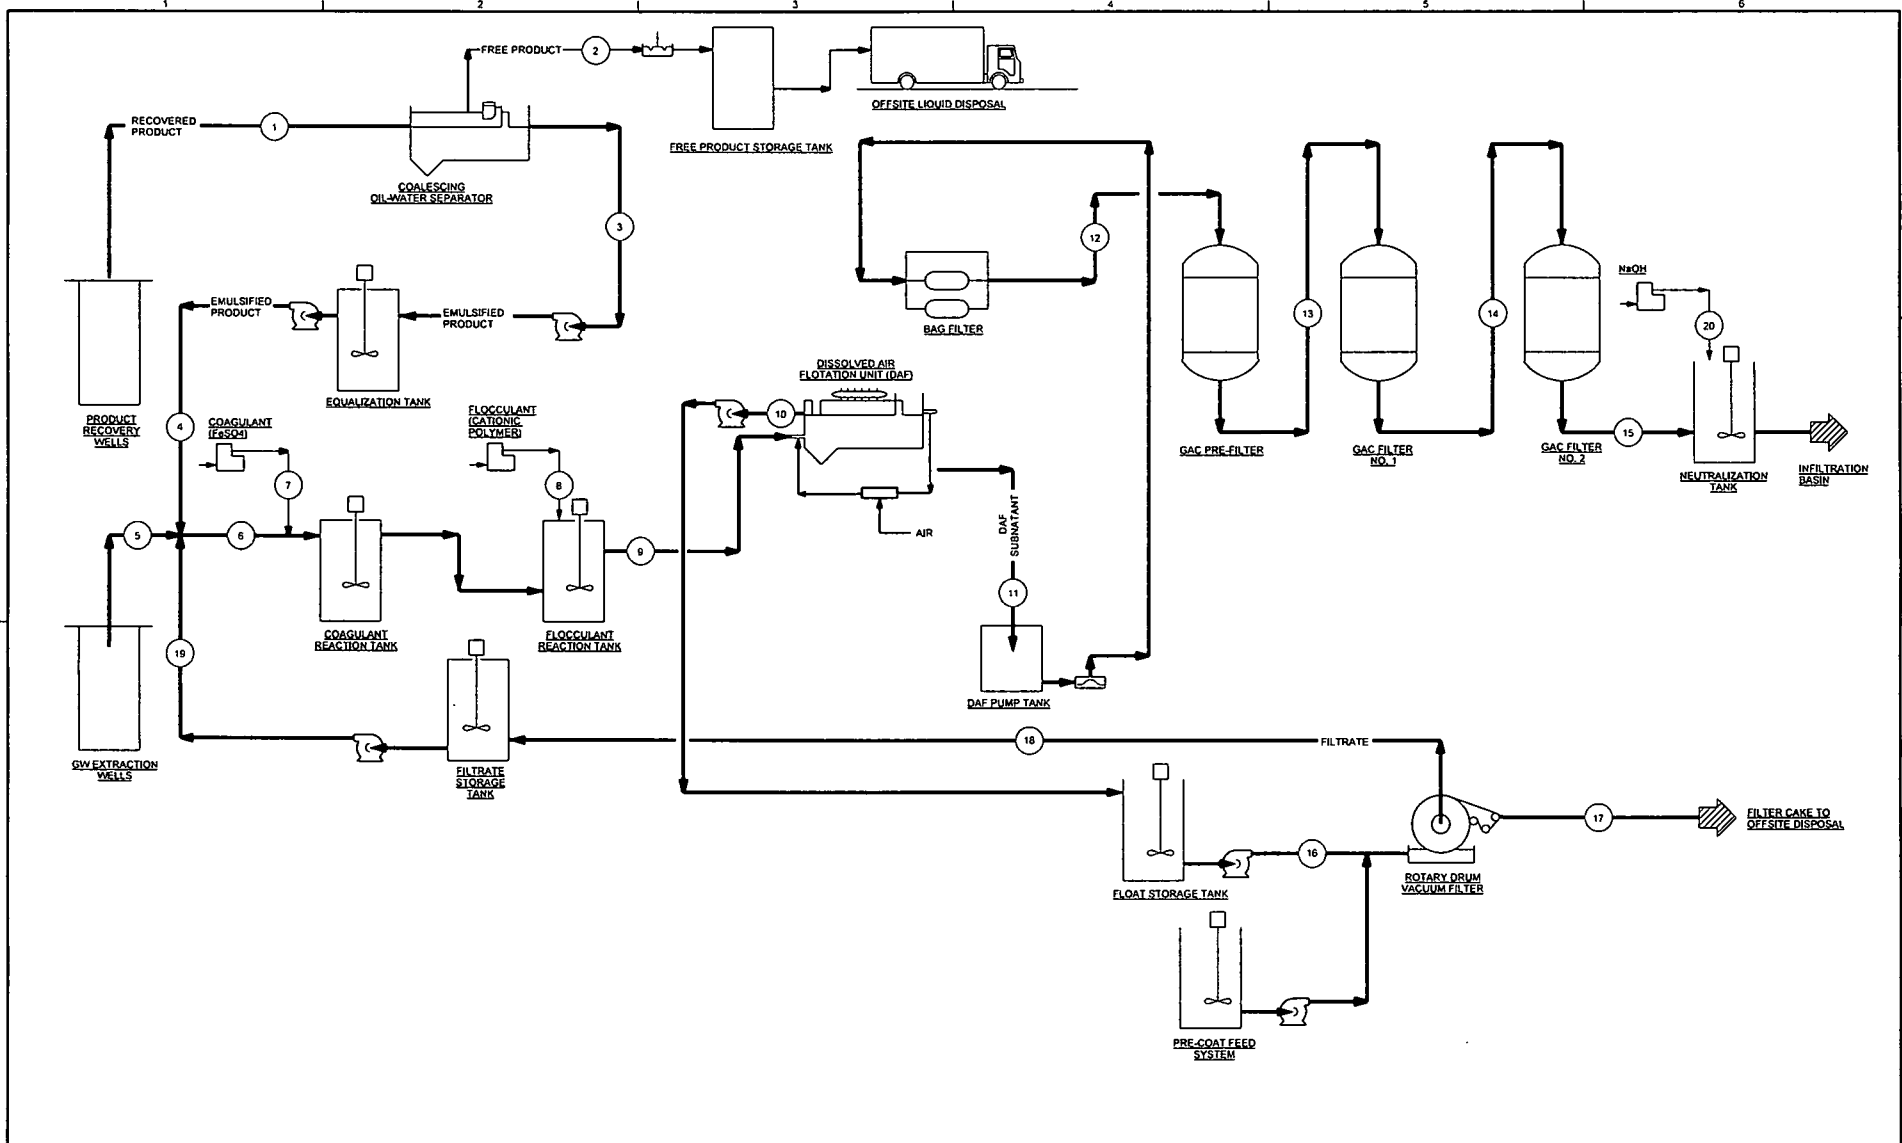 1
2
3
4
5
6
FREE PRODUCT
2
OFFSITE LIQUID DISPOSAL
FREE PRODUCT STORAGE TANK
RECOVERED
PRODUCT
1
COALESCING
OIL-WATER SEPARATOR
3
12
BAG FILTER
EMULSIFIED
PRODUCT
EMULSIFIED
PRODUCT
EQUALIZATION TANK
PRODUCT
RECOVERY
WELLS
4
COAGULANT
(FeSO4)
7
FLOCCULANT
(CATIONIC
POLYMER)
8
DISSOLVED AIR
FLOTATION UNIT (DAF)
10
AIR
DAF
SUBNATANT
11
DAF PUMP TANK
13
14
GAC PRE-FILTER
GAC FILTER
NO. 1
GAC FILTER
NO. 2
15
NaOH
20
NEUTRALIZATION
TANK
INFILTRATION
BASIN
5
6
9
COAGULANT
REACTION TANK
FLOCCULANT
REACTION TANK
19
GW EXTRACTION
WELLS
FILTRATE
STORAGE
TANK
18
FILTRATE
FLOAT STORAGE TANK
16
ROTARY DRUM
VACUUM FILTER
17
FILTER CAKE TO
OFFSITE DISPOSAL
PRE-COAT FEED
SYSTEM